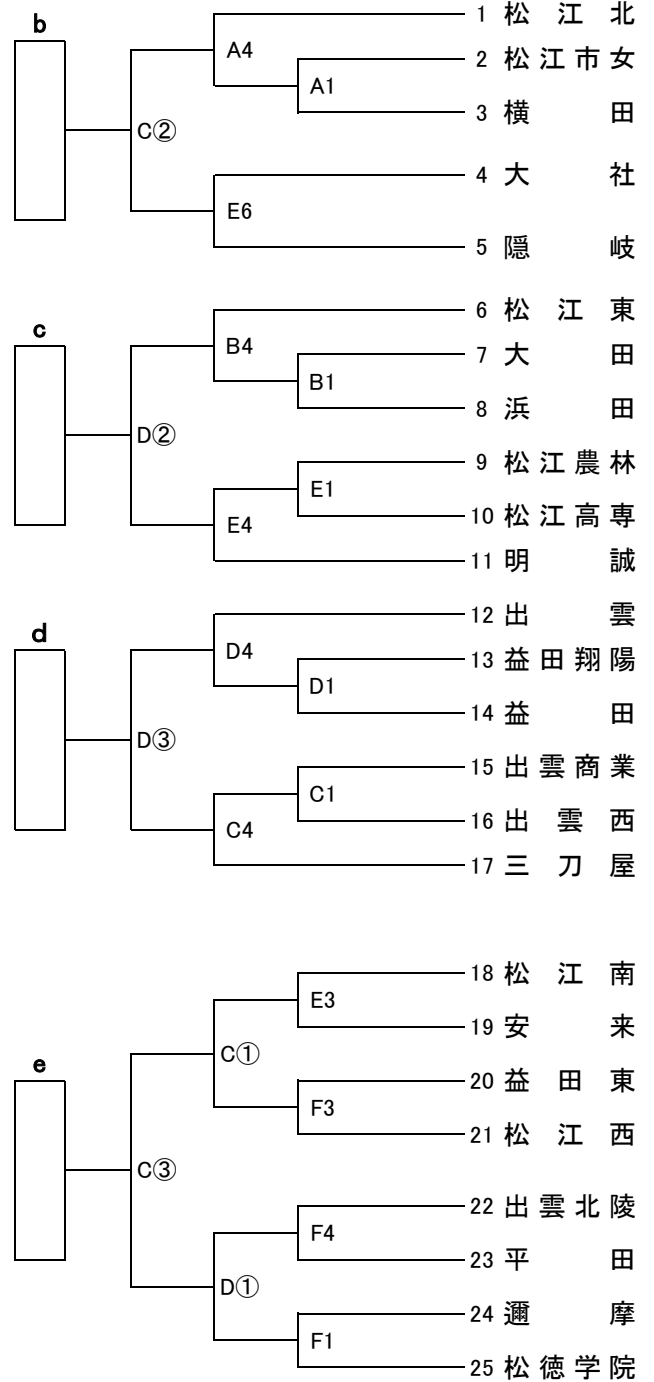 b
1 松江北
A4
2 松江市女
A1
3 横田
C②
4 大社
E6
5 隠岐
6 松江東
c
B4
7 大田
B1
8 浜田
D②
9 松江農林
E1
10 松江高専
E4
11 明誠
12 出雲
d
D4
13 益田翔陽
D1
14 益田
D③
15 出雲商業
C1
16 出雲西
C4
17 三刀屋
18 松江南
E3
19 安来
C①
e
20 益田東
F3
21 松江西
C③
22 出雲北陵
F4
23 平田
D①
24 邇摩
F1
25 松徳学院